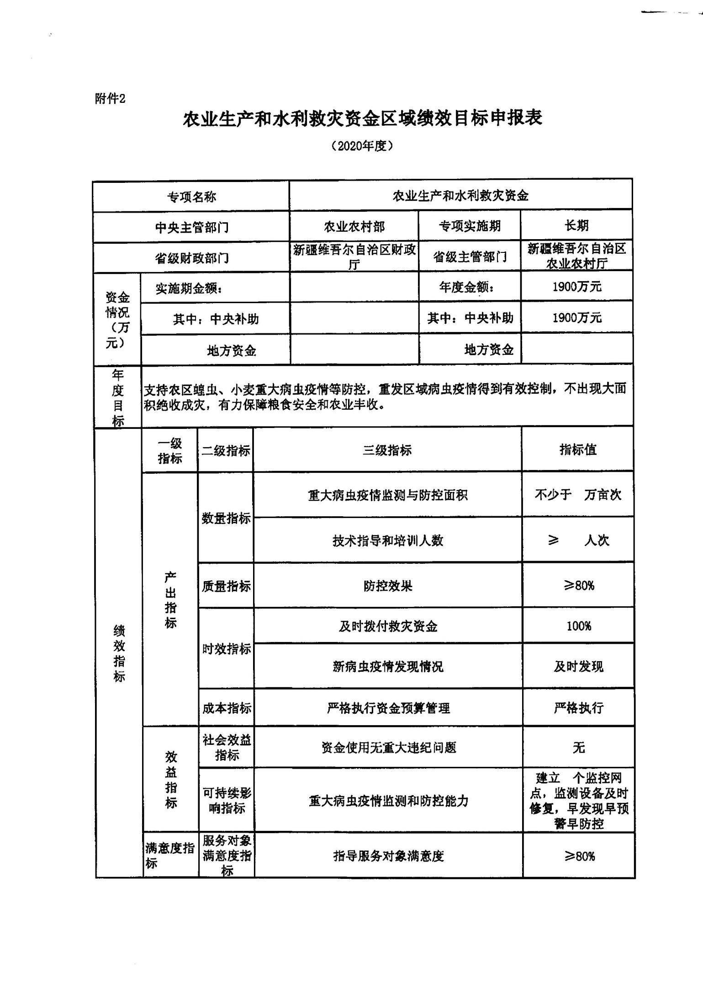 附件2
农业生产和水利救灾资金区域绩效目标申报表
（2020年度）
专项名称
农业生产和水利救灾资金
中央主管部门
农业农村部
专项实施期
长期
省级财政部门
新疆维吾尔自治区财政
厅
省级主管部门
新疆维吾尔自治区
农业农村厅
资金
情况
（万
元）
实施期金额：
年度金额：
1900万元
其中：中央补助
其中：中央补助
1900万元
地方资金
地方资金
年
度
目
标
支持农区蝗虫、小麦重大病虫疫情等防控，重发区域病虫疫情得到有效控制，不出现大面
积绝收成灾，有力保障粮食安全和农业丰收。
绩
效
指
标
一级
指标
二级指标
三级指标
指标值
产
出
指
标
数量指标
重大病虫疫情监测与防控面积
不少于　万亩次
技术指导和培训人数
≥　　人次
质量指标
防控效果
≥80%
时效指标
及时拨付救灾资金
100%
新病虫疫情发现情况
及时发现
成本指标
严格执行资金预算管理
严格执行
效
益
指
标
社会效益
指标
资金使用无重大违纪问题
无
可持续影
响指标
重大病虫疫情监测和防控能力
建立　个监控网
点，监测设备及时
修复，早发现早预
警早防控
满意度指
标
服务对象
满意度指
标
指导服务对象满意度
≥80%